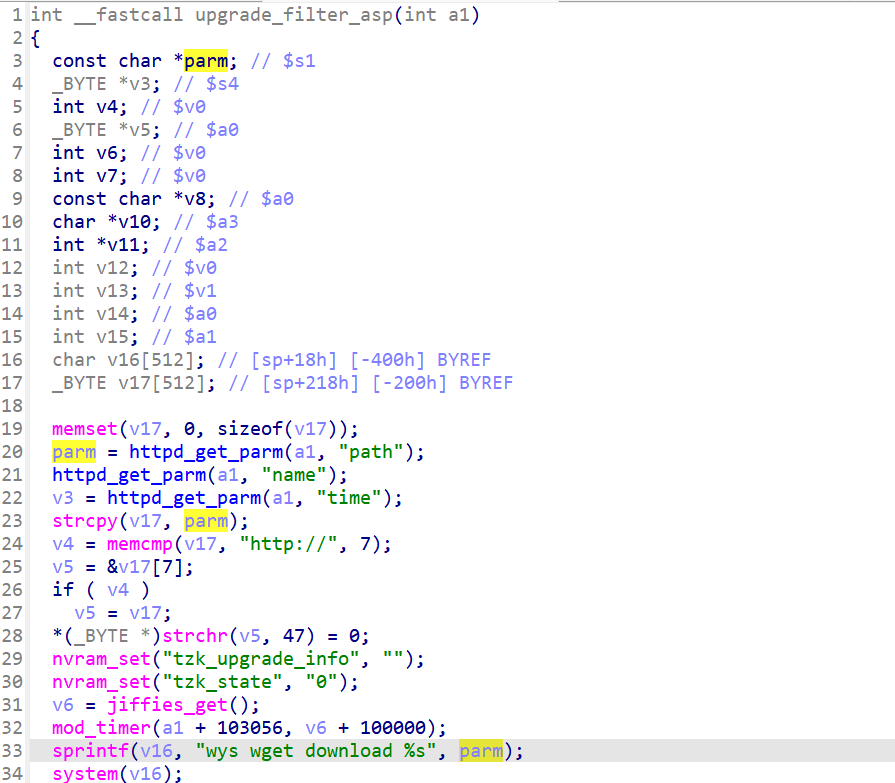 1 int __fastcall upgrade_filter_asp(int a1)
2 {
3 const char *parm; // $s1
4 _BYTE *v3; // $s4
5 int v4; // $v0
6 _BYTE *v5; // $a0
7 int v6; // $v0
8 int v7; // $v0
9 const char *v8; // $a0
10 char *v10; // $a3
11 int *v11; // $a2
12 int v12; // $v0
13 int v13; // $v1
14 int v14; // $a0
15 int v15; // $a1
16 char v16[512]; // [sp+18h] [-400h] BYREF
17 _BYTE v17[512]; // [sp+218h] [-200h] BYREF
18
19 memset(v17, 0, sizeof(v17));
20 parm = httpd_get_parm(a1, "path");
21 httpd_get_parm(a1, "name");
22 v3 = httpd_get_parm(a1, "time");
23 strcpy(v17, parm);
24 v4 = memcmp(v17, "http://", 7);
25 v5 = &v17[7];
26 if ( v4 )
27 v5 = v17;
28 *(_BYTE *)strchr(v5, 47) = 0;
29 nvram_set("tzk_upgrade_info", "");
30 nvram_set("tzk_state", "0");
31 v6 = jiffies_get();
32 mod_timer(a1 + 103056, v6 + 100000);
33 sprintf(v16, "wys wget download %s", parm);
34 system(v16);